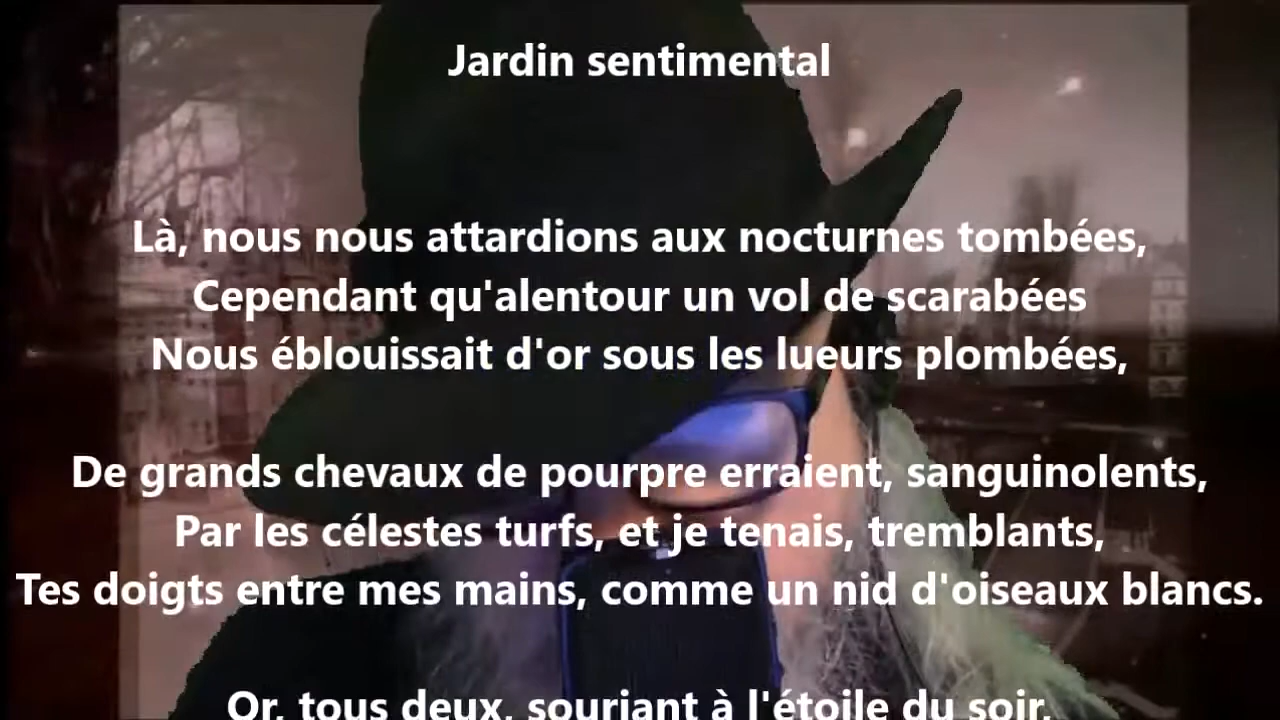 Jardin sentimental
Là, nous nous attardions aux nocturnes tombées,
Cependant qu'alentour un vol de scarabées
Nous éblouissait d'or sous les lueurs plombées,
De grands chevaux de pourpre erraient, sanguinolents,
Par les célestes turfs, et je tenais, tremblants,
Tes doigts entre mes mains, comme un nid d'oiseaux blancs.
Or, tous deux, souriant à l'étoile du soir,